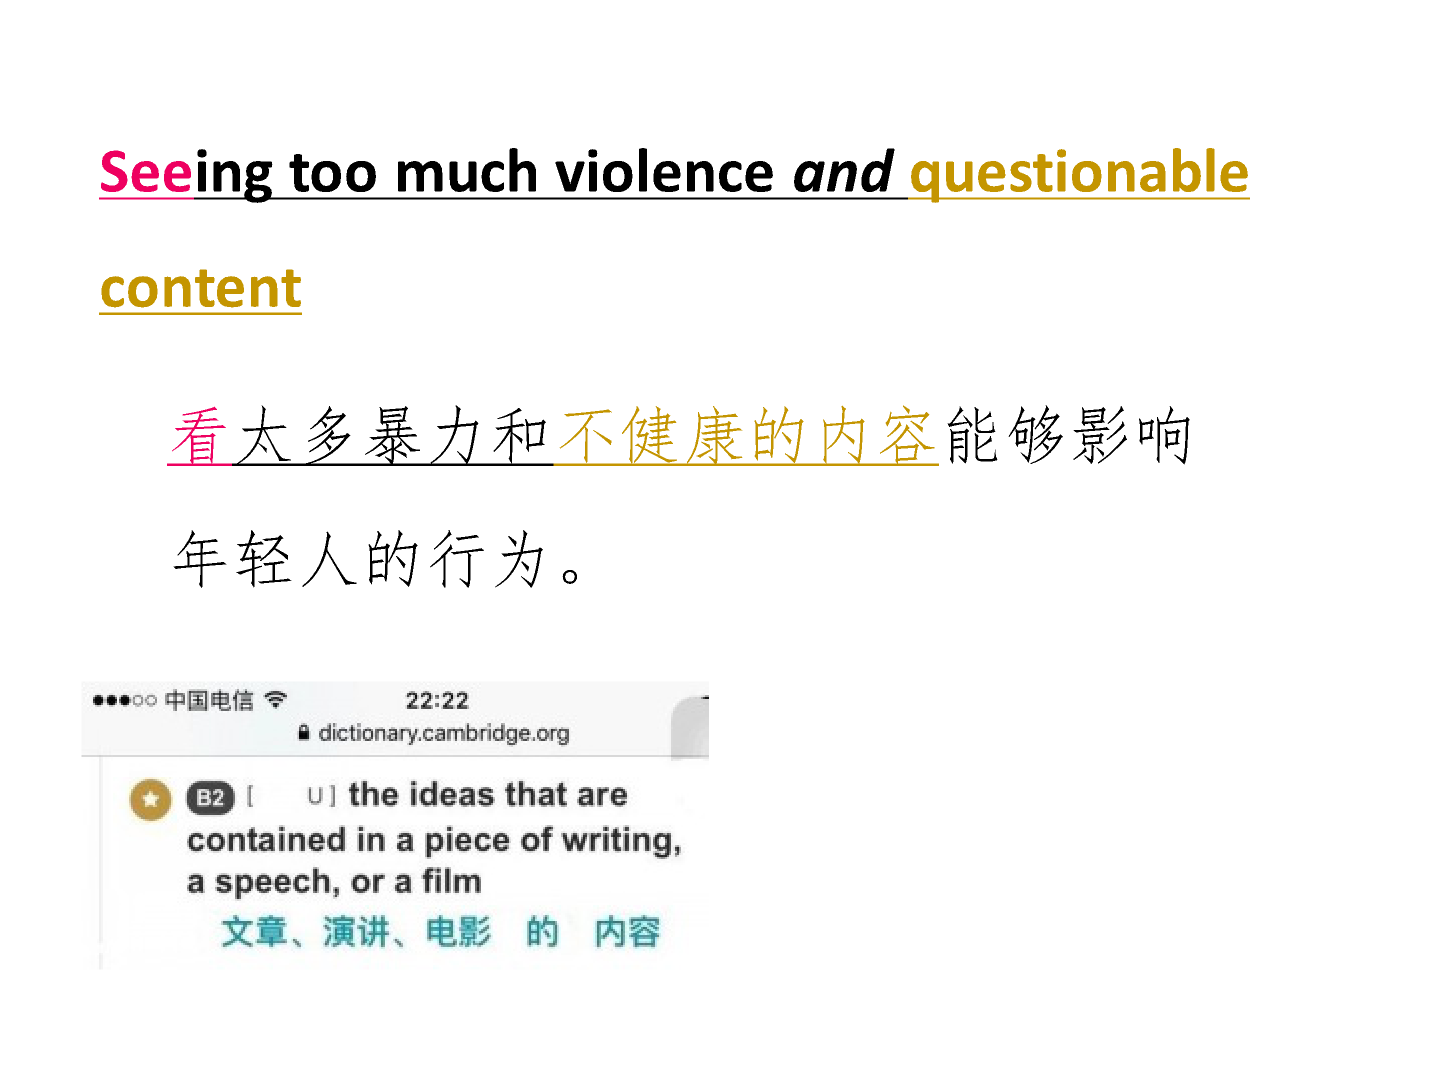 Seeing too much violence and questionable
content
看太多暴力和不健康的内容能够影响
年轻人的行为。
中国电信 22:22
dictionary.cambridge.org
B2 [ U] the ideas that are
contained in a piece of writing,
a speech, or a film
文章、演讲、电影 的 内容